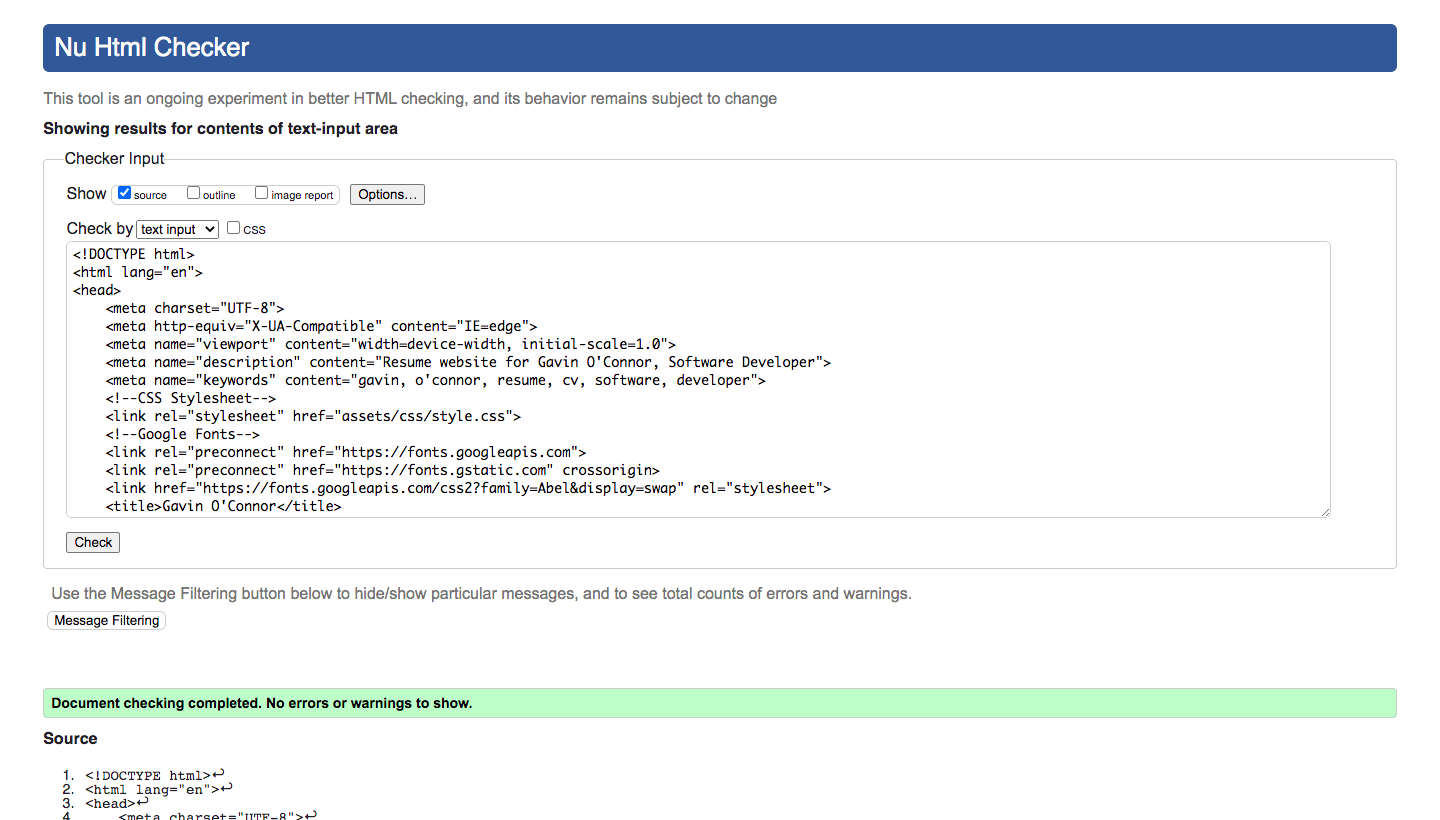 Nu Html Checker
This tool is an ongoing experiment in better HTML checking, and its behavior remains subject to change
Showing results for contents of text-input area
Checker Input
Show source outline image report Options...
Check by text input CSS
<!DOCTYPE html>
<html lang="en">
<head>
    <meta charset="UTF-8">
    <meta http-equiv="X-UA-Compatible" content="IE=edge">
    <meta name="viewport" content="width=device-width, initial-scale=1.0">
    <meta name="description" content="Resume website for Gavin O'Connor, Software Developer">
    <meta name="keywords" content="gavin, o'connor, resume, cv, software, developer">
    <!--CSS Stylesheet-->
    <link rel="stylesheet" href="assets/css/style.css">
    <!--Google Fonts-->
    <link rel="preconnect" href="https://fonts.googleapis.com">
    <link rel="preconnect" href="https://fonts.gstatic.com" crossorigin>
    <link href="https://fonts.googleapis.com/css2?family=Abel&display=swap" rel="stylesheet">
    <title>Gavin O'Connor</title>
Check
Use the Message Filtering button below to hide/show particular messages, and to see total counts of errors and warnings.
Message Filtering
Document checking completed. No errors or warnings to show.
Source
1. <!DOCTYPE html>↩
2. <html lang="en">↩
3. <head>↩
4     <meta charset="UTF-8">↩